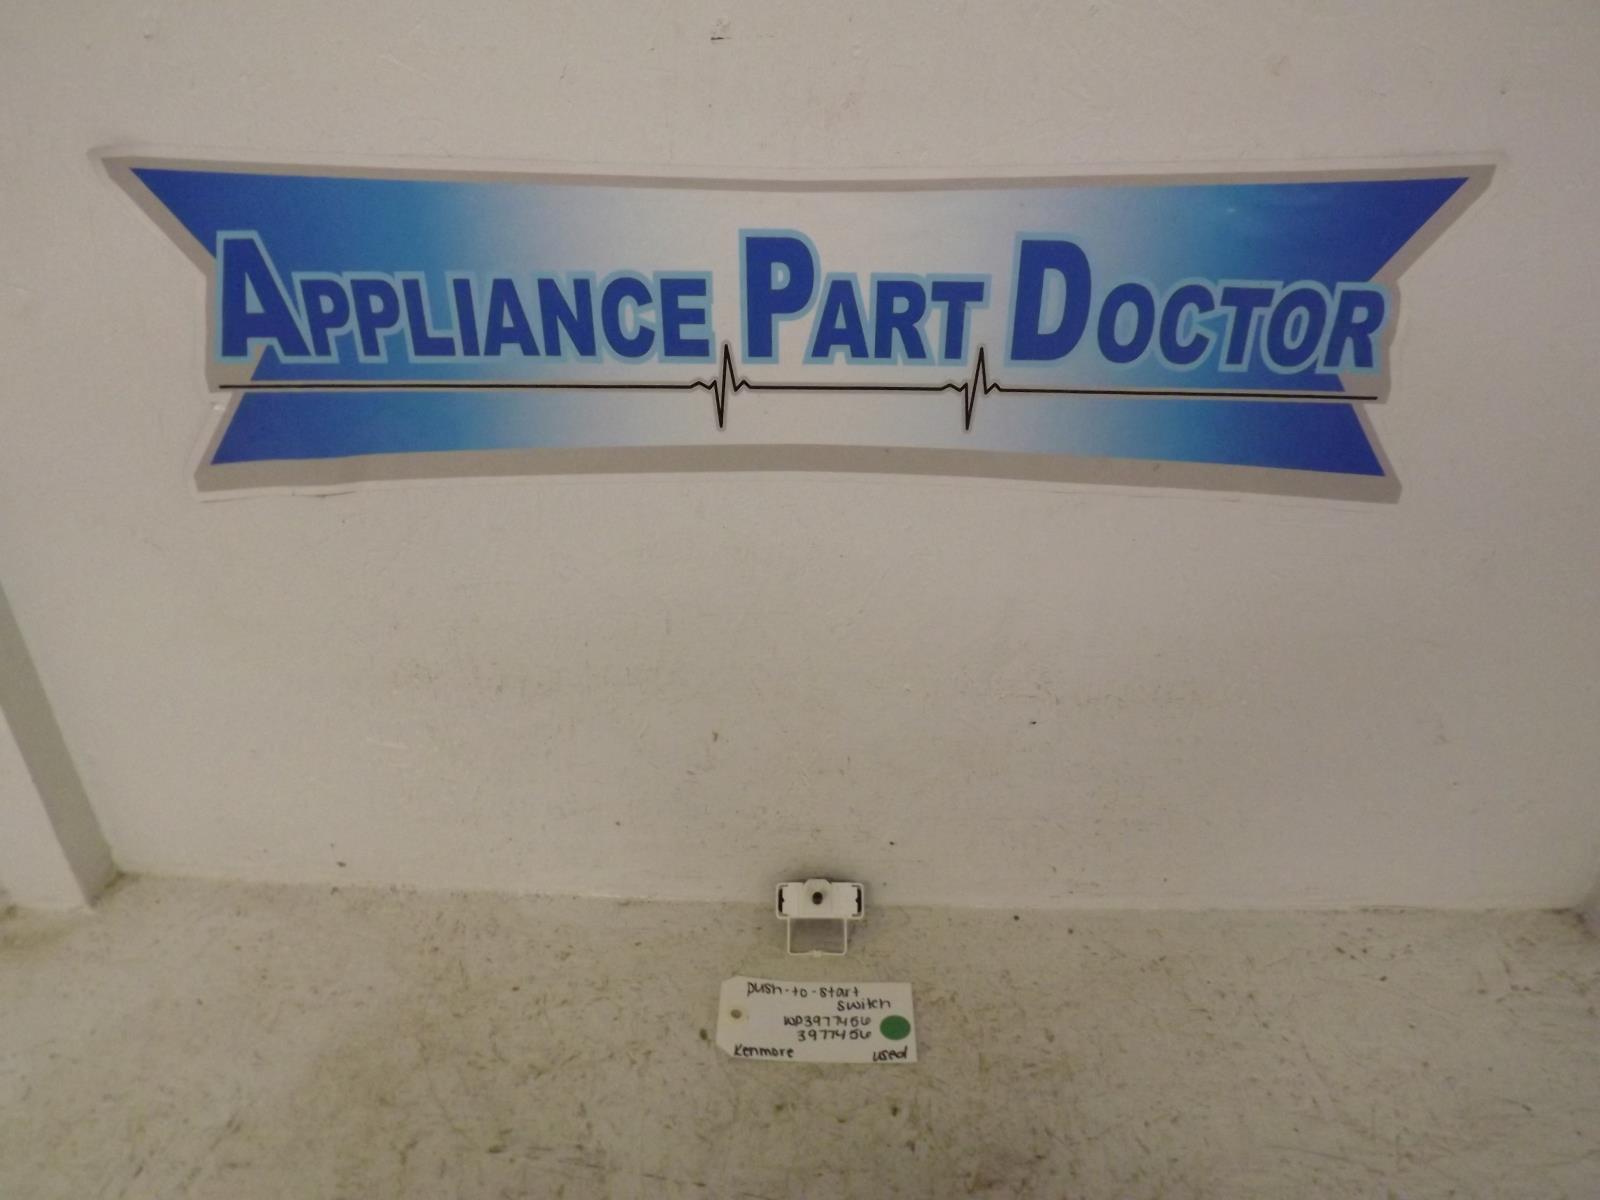 APPLIANCE PART DOCTOR
push-to-start
switch
WP3977456
3977456
Kenmore used